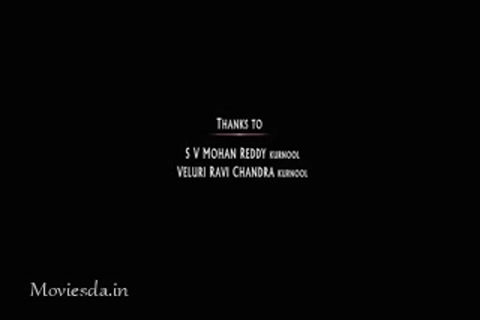 THANKS TO
S V MOHAN REDDY KURNOOL
VELURI RAVI CHANDRA KURNOOL
Moviesda.in